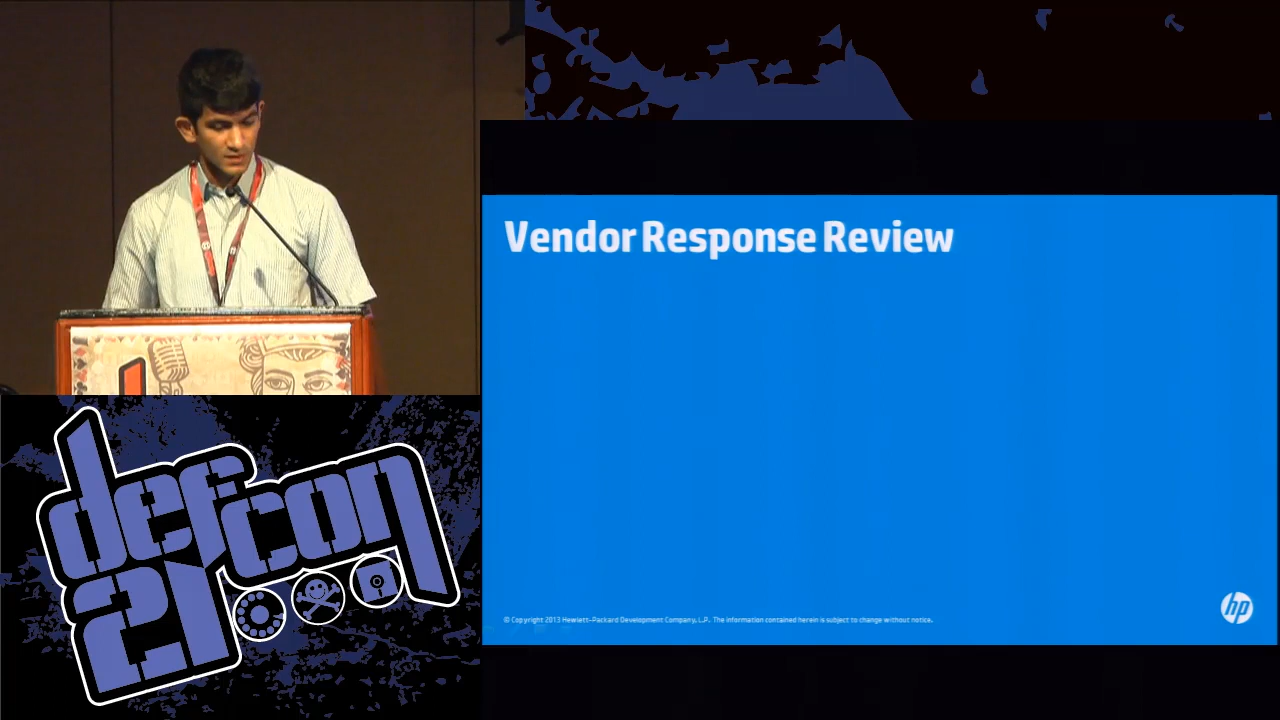 Vendor Response Review
© Copyright 2013 Hewlett-Packard Development Company, L.P. The information contained herein is subject to change without notice.
hp
defcon
21